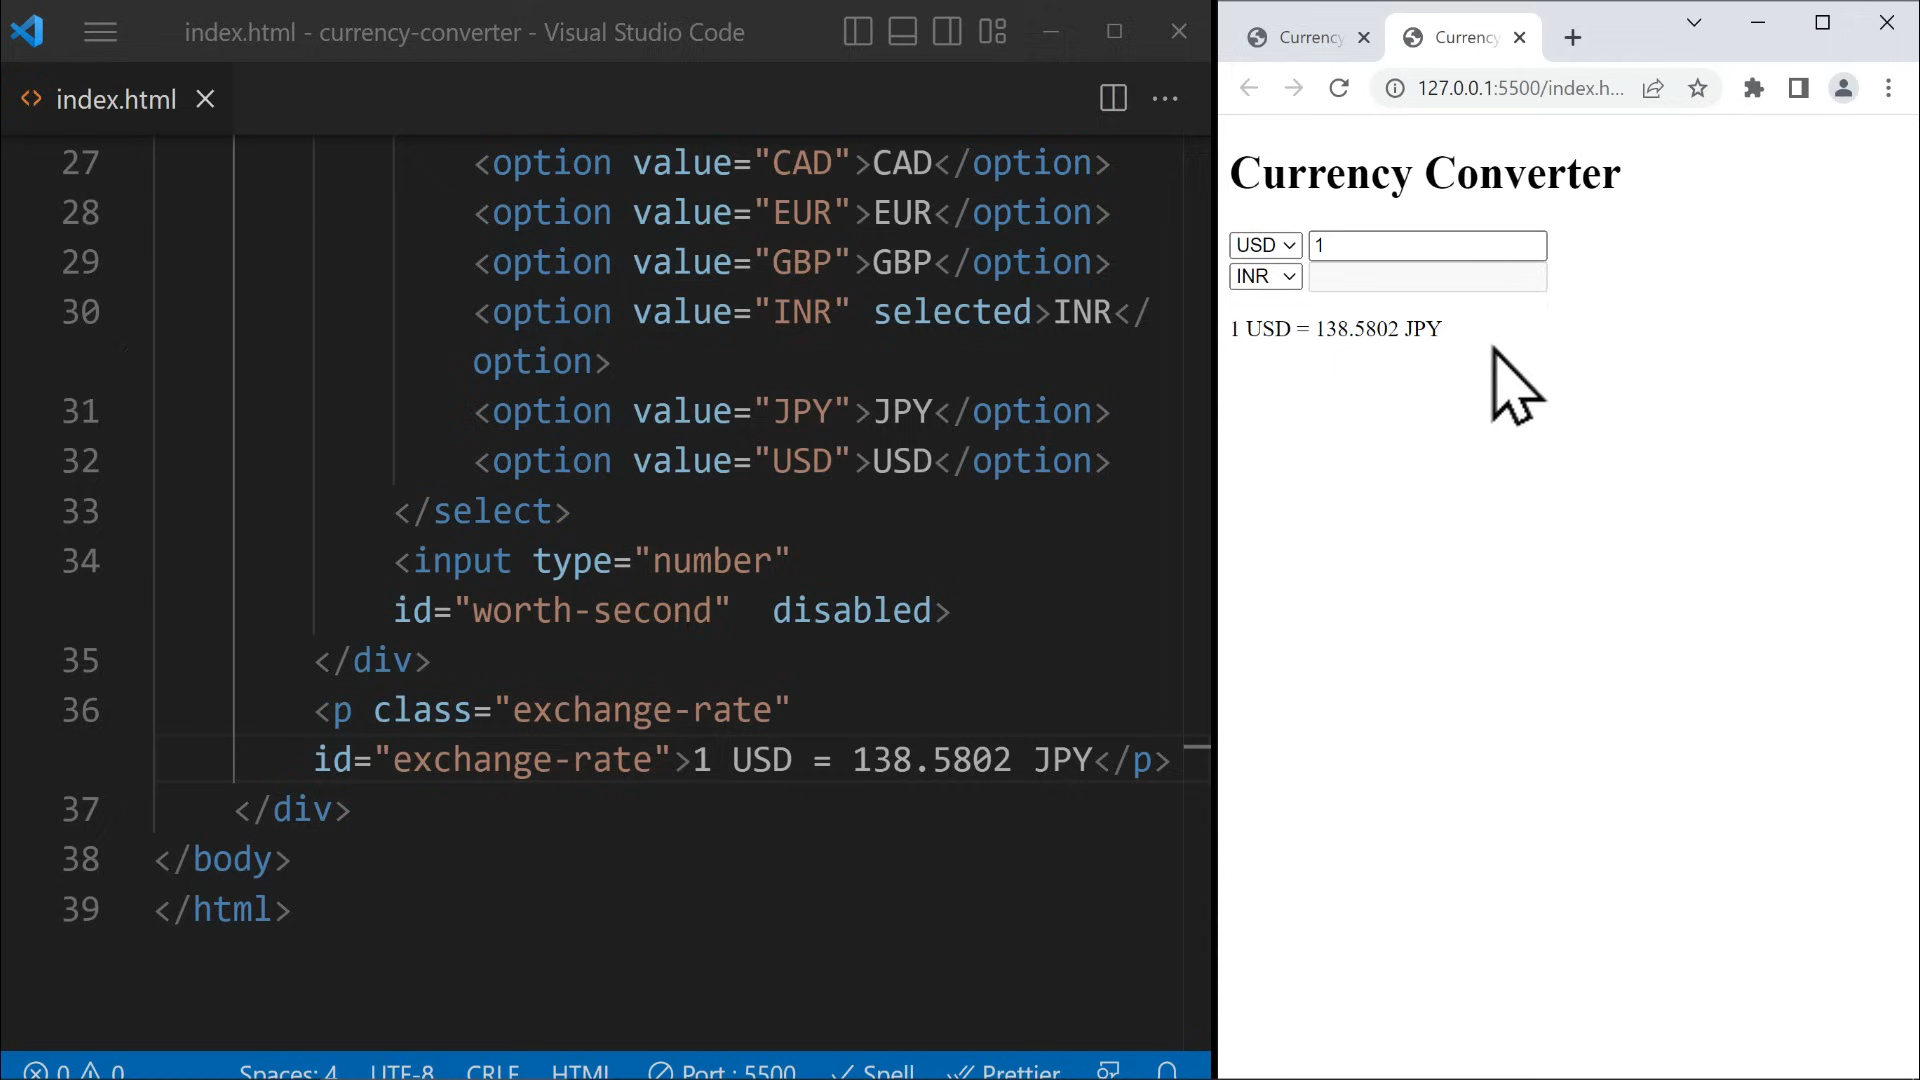 index.html - currency-converter - Visual Studio Code
index.html
27 <option value="CAD">CAD</option>
28 <option value="EUR">EUR</option>
29 <option value="GBP">GBP</option>
30 <option value="INR" selected>INR</
option>
31 <option value="JPY">JPY</option>
32 <option value="USD">USD</option>
33 </select>
34 <input type="number"
id="worth-second"  disabled>
35 </div>
36 <p class="exchange-rate"
id="exchange-rate">1 USD = 138.5802 JPY</p>
37 </div>
38 </body>
39 </html>
0 0 Spaces: 4 UTF-8 CRLF HTML Port : 5500 Spell Prettier
Currency Currency
127.0.0.1:5500/index.h...
Currency Converter
USD 1
INR
1 USD = 138.5802 JPY